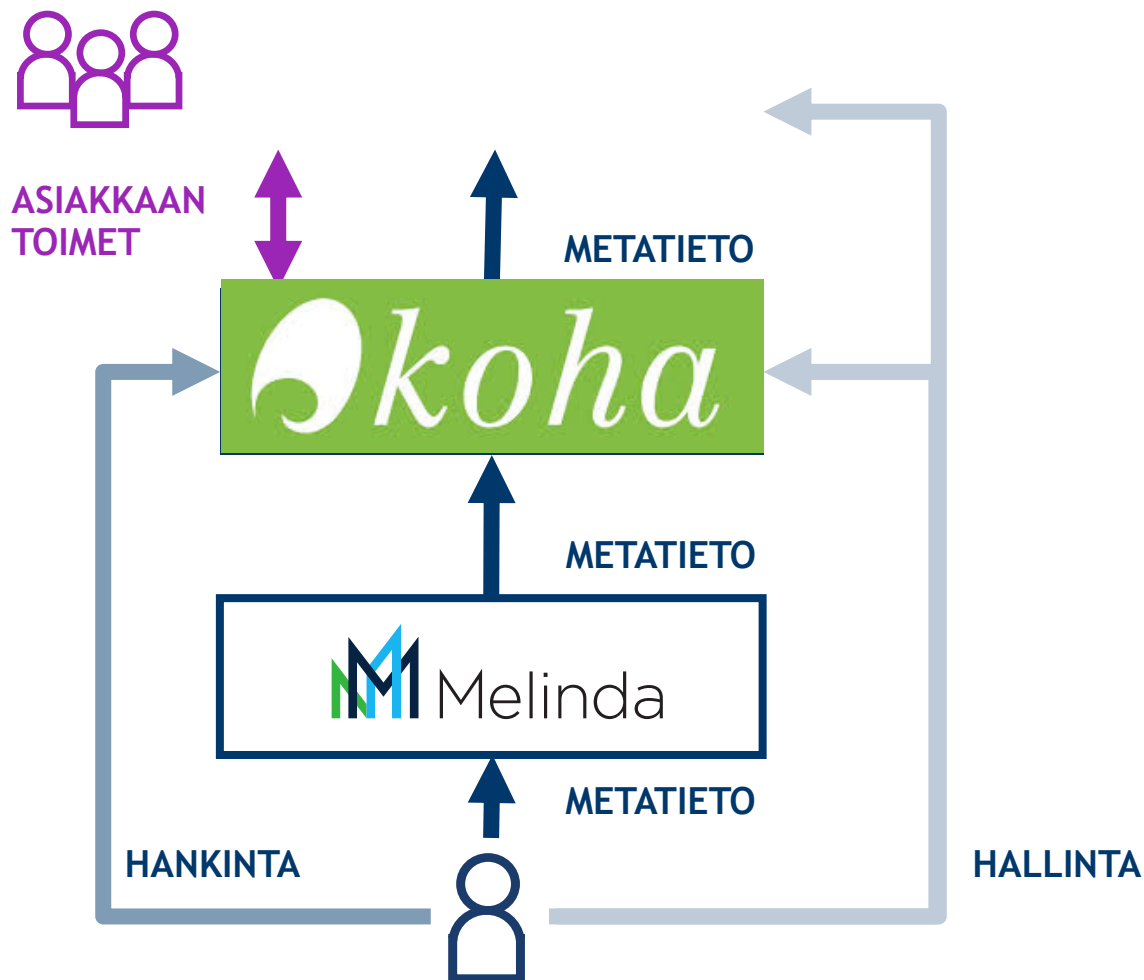 ASIAKKAAN
TOIMET
METATIETO
koha
METATIETO
Melinda
METATIETO
HANKINTA
HALLINTA